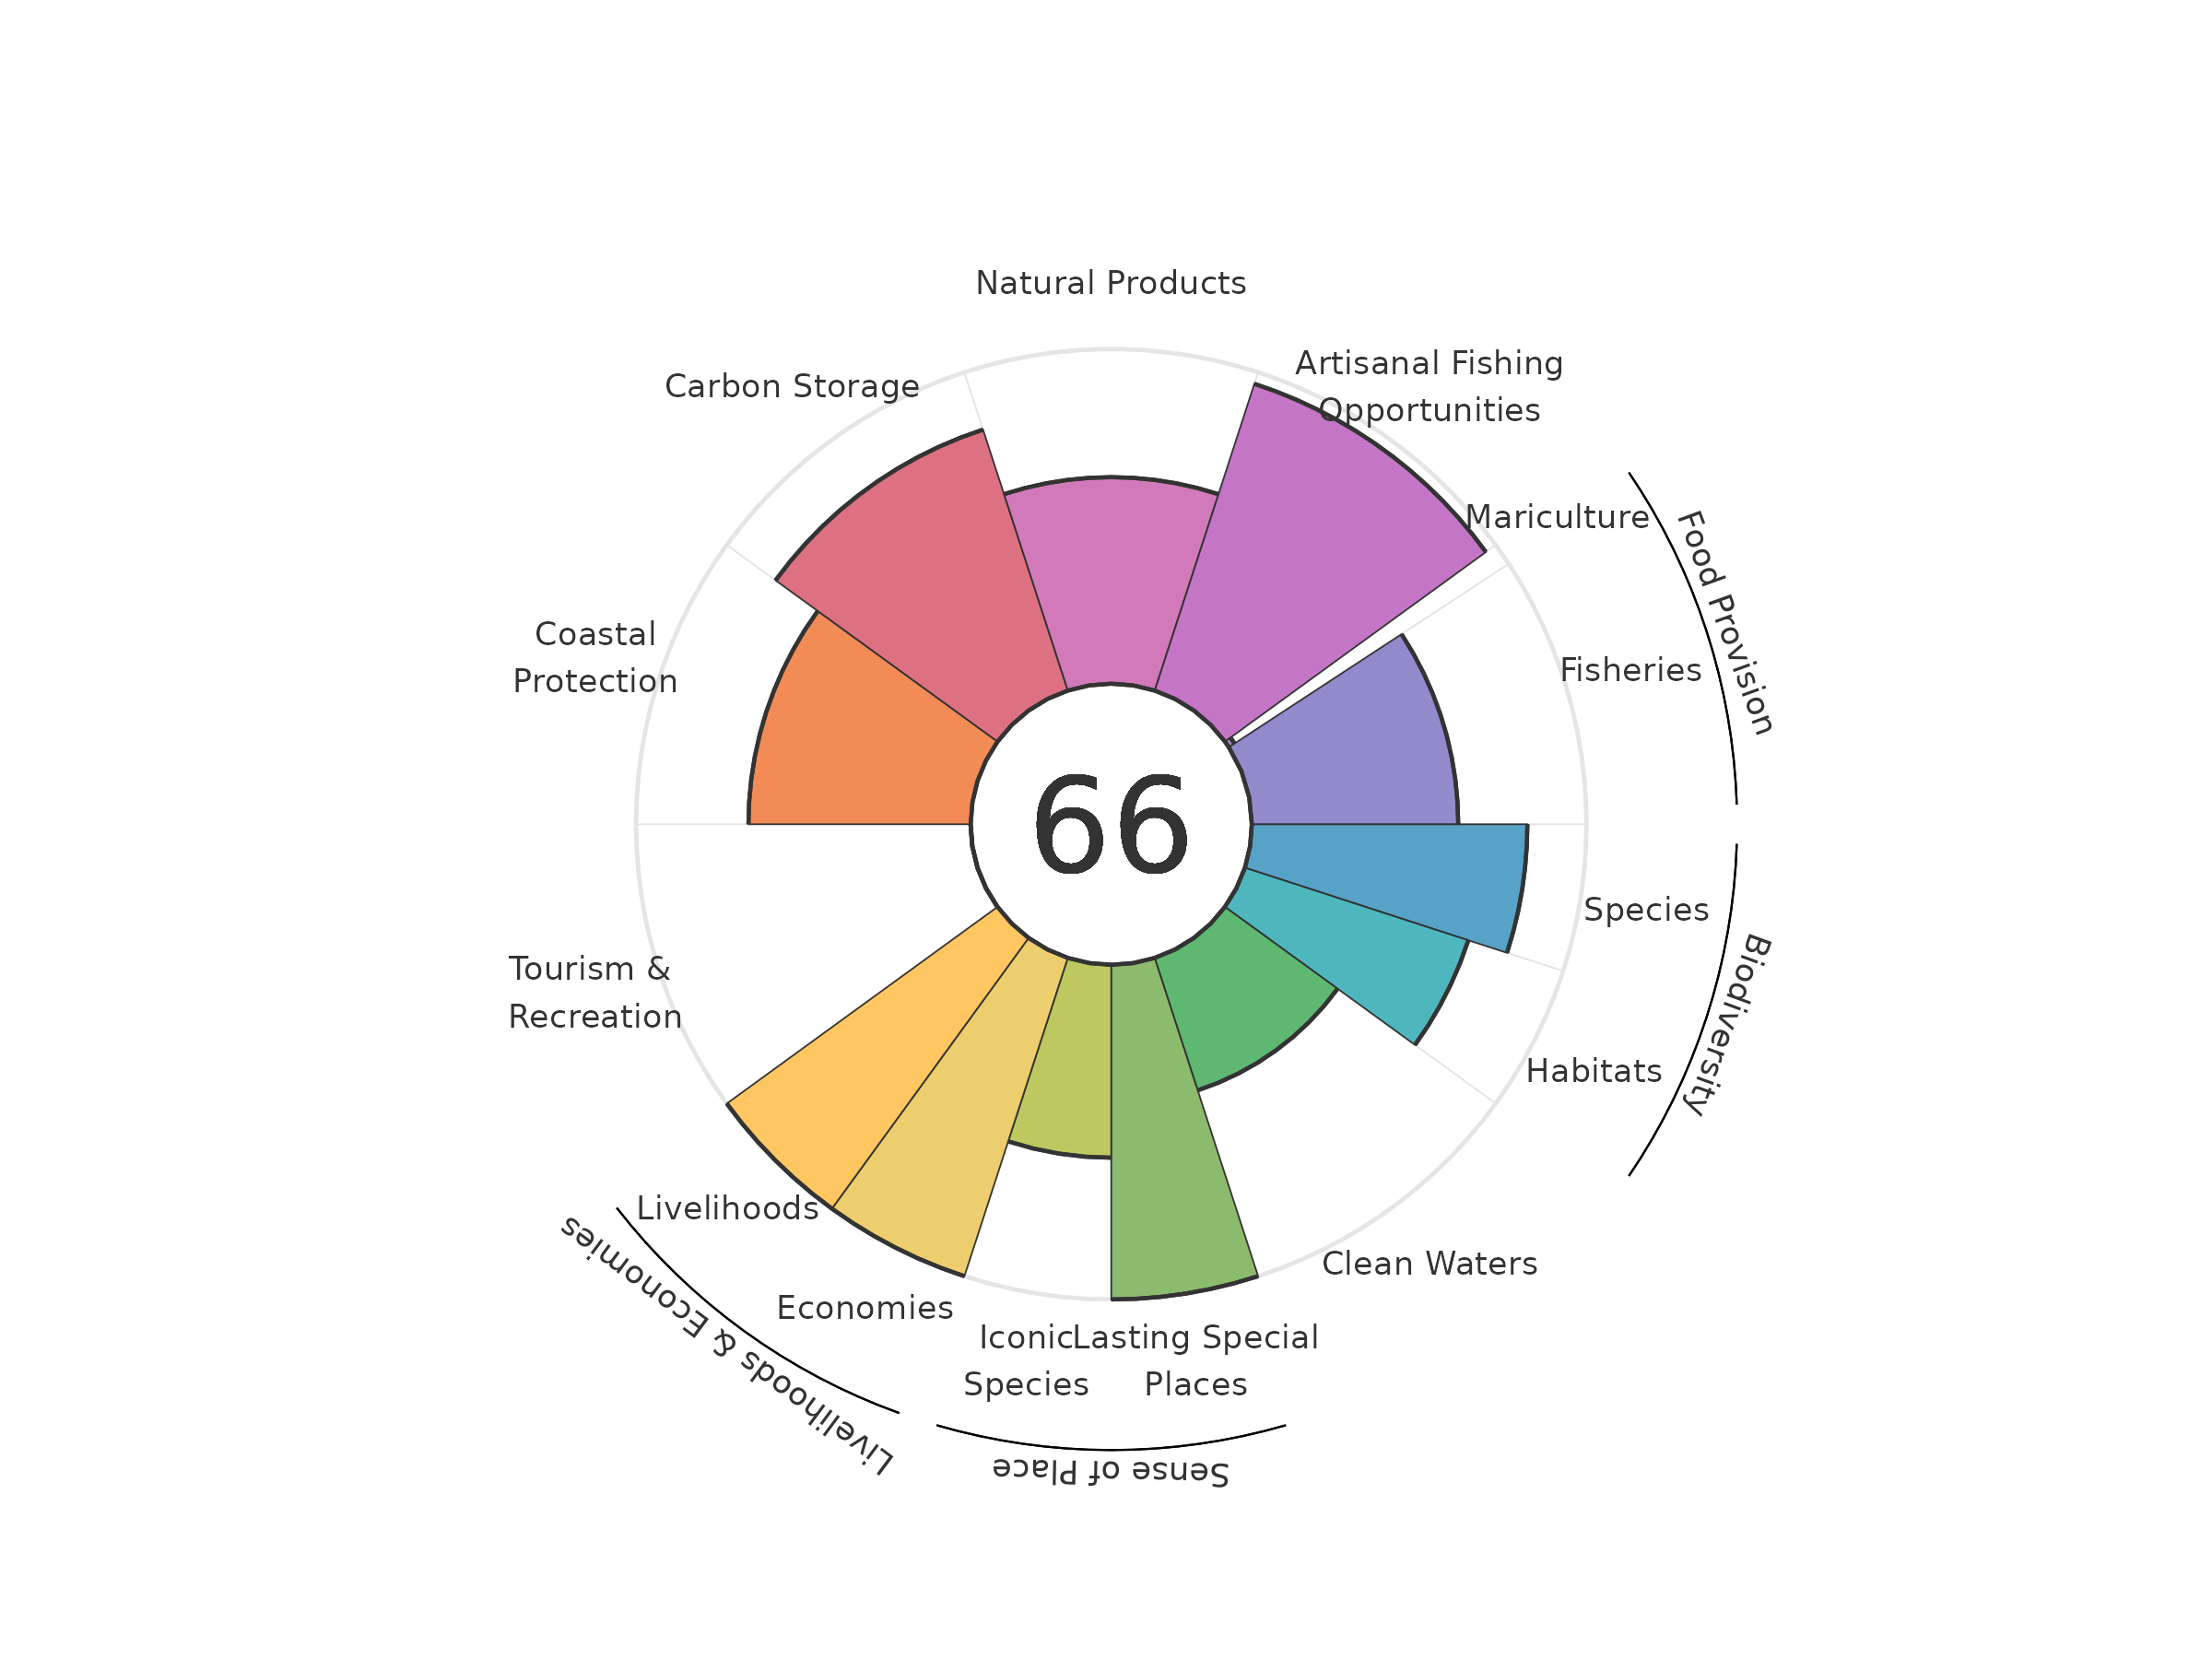 Natural Products
Artisanal Fishing
Opportunities
Carbon Storage
Mariculture
Food Provision
Fisheries
Coastal
Protection
66
Species
Biodiversity
Tourism &
Recreation
Habitats
Livelihoods
Clean Waters
Economies
Livelihoods & Economies
Iconic
Species
Lasting Special
Places
Sense of Place